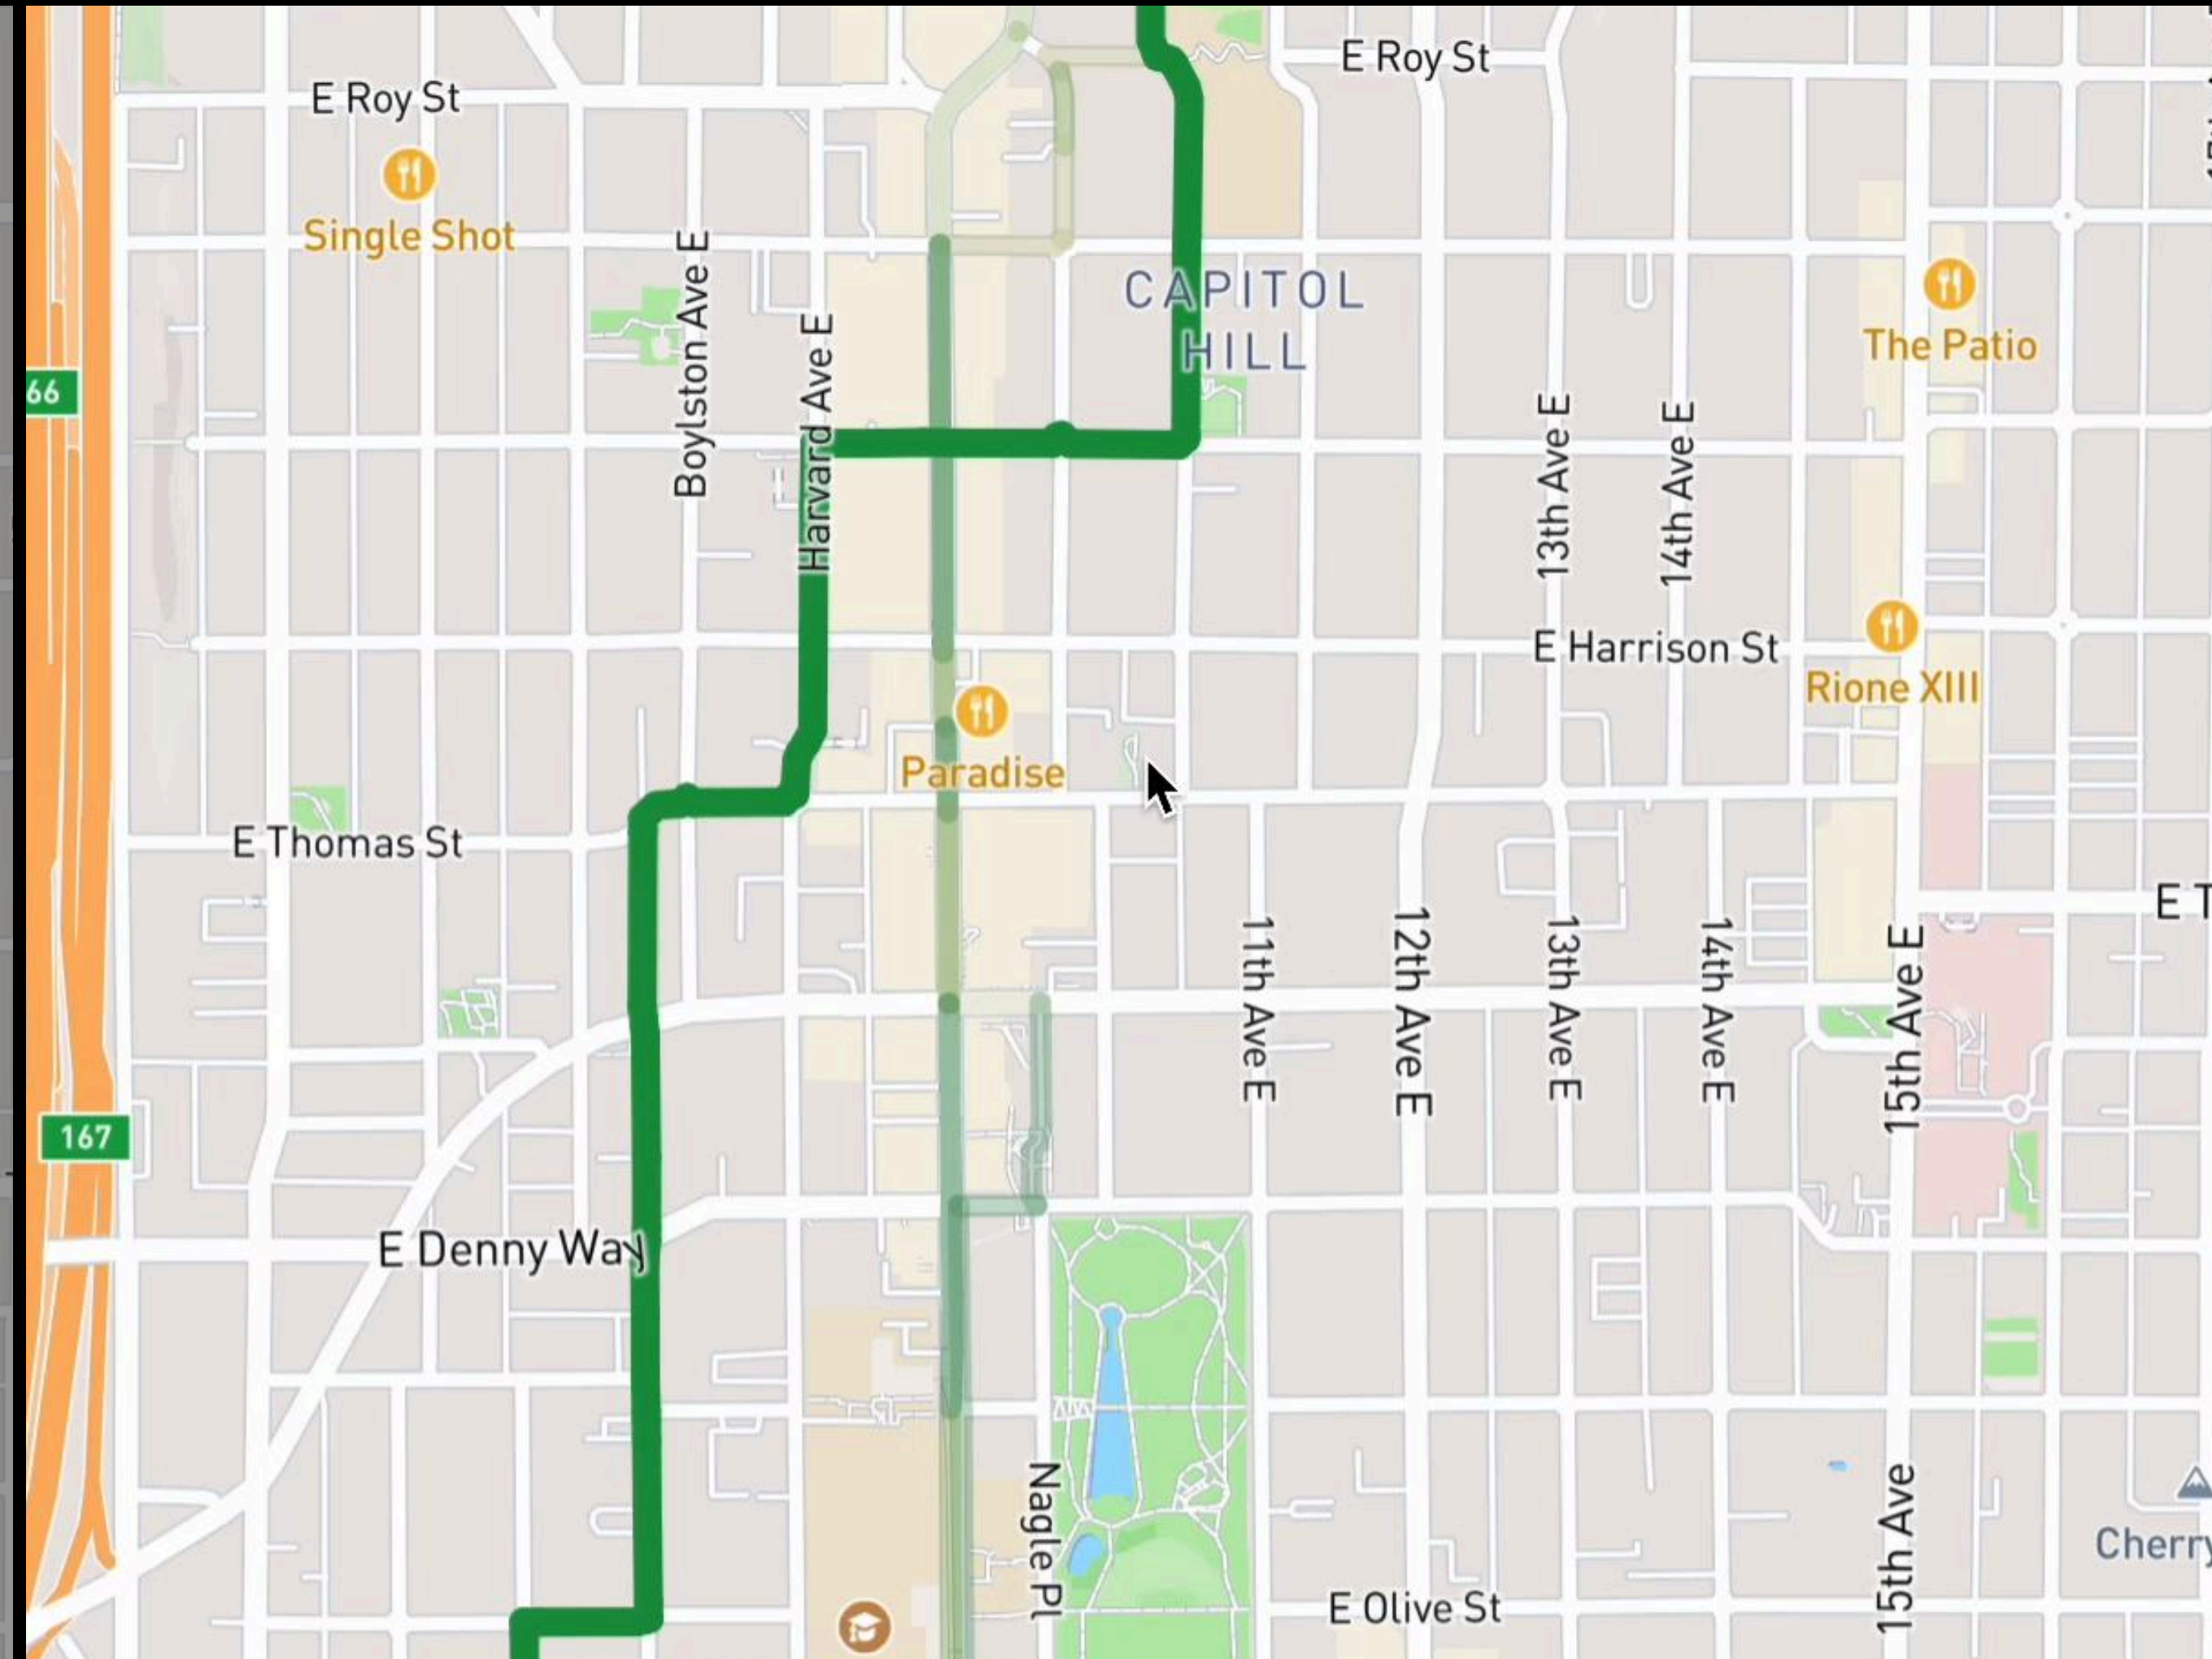 E Roy St
E Roy St
Single Shot
Boylston Ave E
CAPITOL
HILL
The Patio
Harvard Ave E
66
13th Ave E
14th Ave E
E Harrison St
Rione XIII
Paradise
E Thomas St
E T
11th Ave E
12th Ave E
13th Ave E
14th Ave E
15th Ave E
167
E Denny Way
Nagle Pl
15th Ave
Cherry
E Olive St